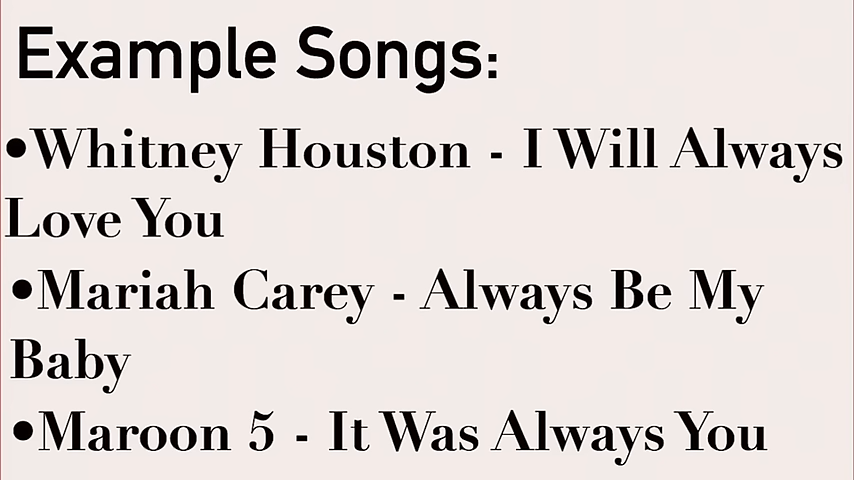 Example Songs:
•Whitney Houston - I Will Always
Love You
•Mariah Carey - Always Be My
Baby
•Maroon 5 - It Was Always You